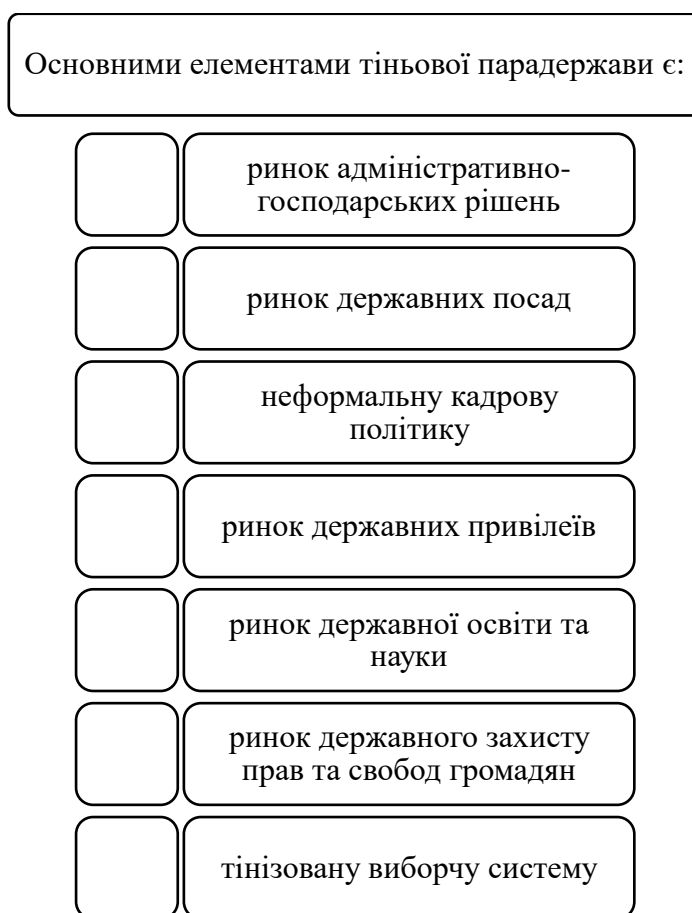 Основними елементами тіньової парадержави є:
ринок адміністративно-
господарських рішень
ринок державних посад
неформальну кадрову
політику
ринок державних привілеїв
ринок державної освіти та
науки
ринок державного захисту
прав та свобод громадян
тінізовану виборчу систему